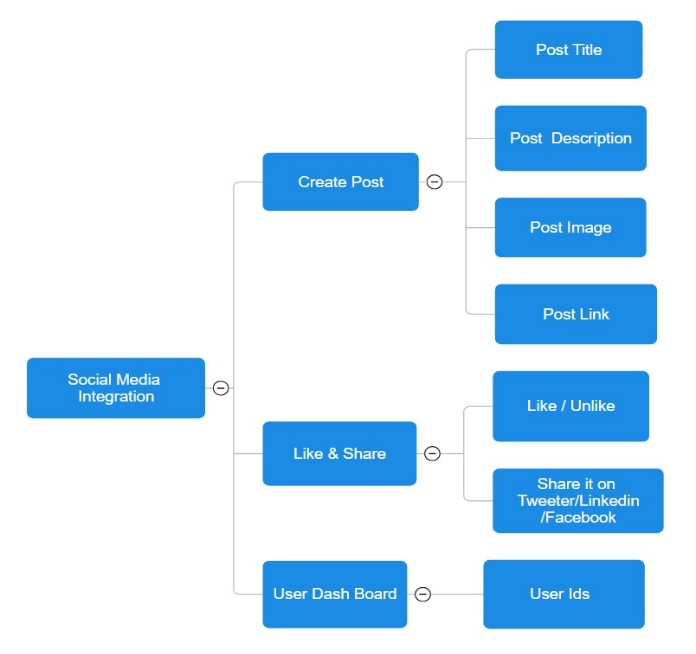 Post Title
Post Description
Create Post
Post Image
Post Link
Social Media
Integration
Like / Unlike
Like & Share
Share it on
Tweeter/Linkedin
/Facebook
User Dash Board
User Ids